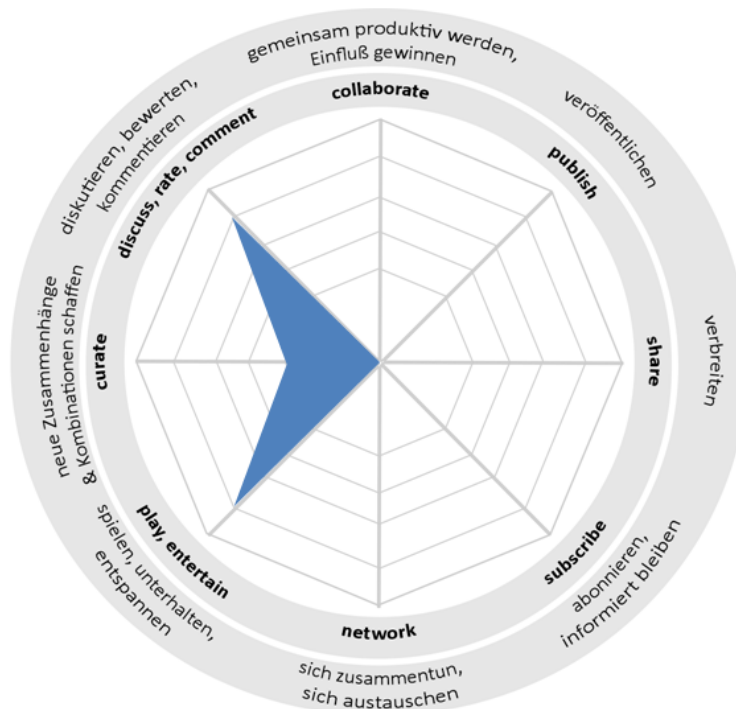 gemeinsam produktiv werden,
Einfluß gewinnen
collaborate
veröffentlichen
publish
verbreiten
share
abonnieren,
informiert bleiben
subscribe
network
sich zusammentun,
sich austauschen
play, entertain
spielen, unterhalten,
entspannen
neue Zusammenhänge
& Kombinationen schaffen
curate
diskutieren, bewerten,
kommentieren
discuss, rate, comment